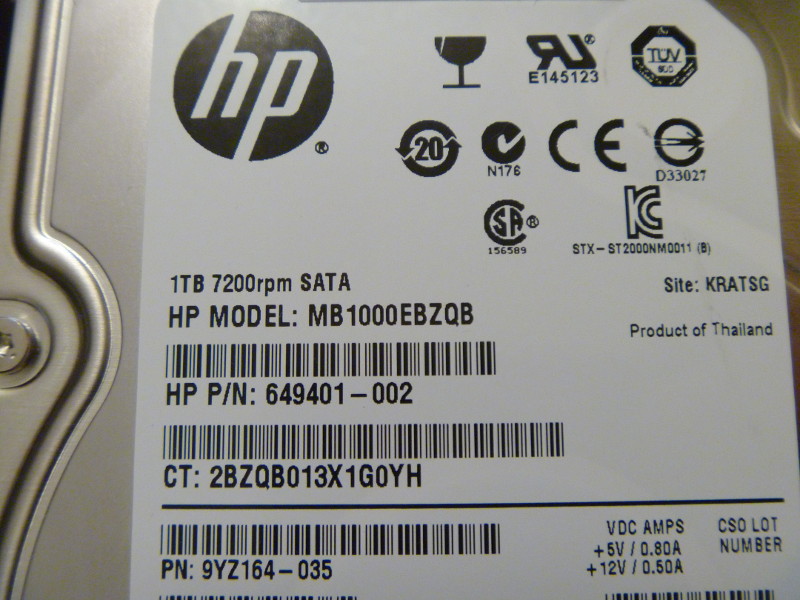 hp®
E145123
TÜV
20
N176
CE
D33027
SA®
156589
STX-ST2000NM0011 (B)
1TB 7200rpm SATA
Site: KRATSG
HP MODEL: MB1000EBZQB
Product of Thailand
HP P/N: 649401-002
CT: 2BZQB013X1G0YH
VDC AMPS
CSO LOT
+5V / 0.80A
NUMBER
+12V / 0.50A
PN: 9YZ164-035